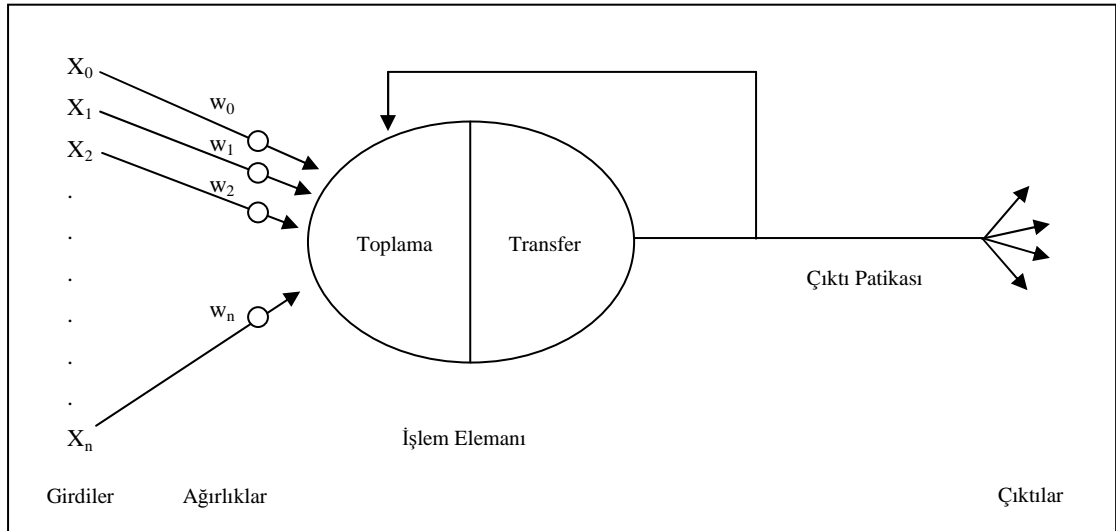 X₀
w₀
X₁
w₁
X₂
w₂
.
.
.
.
.
.
Toplama Transfer
Çıktı Patikası
wₙ
Xₙ
İşlem Elemanı
Girdiler Ağırlıklar Çıktılar